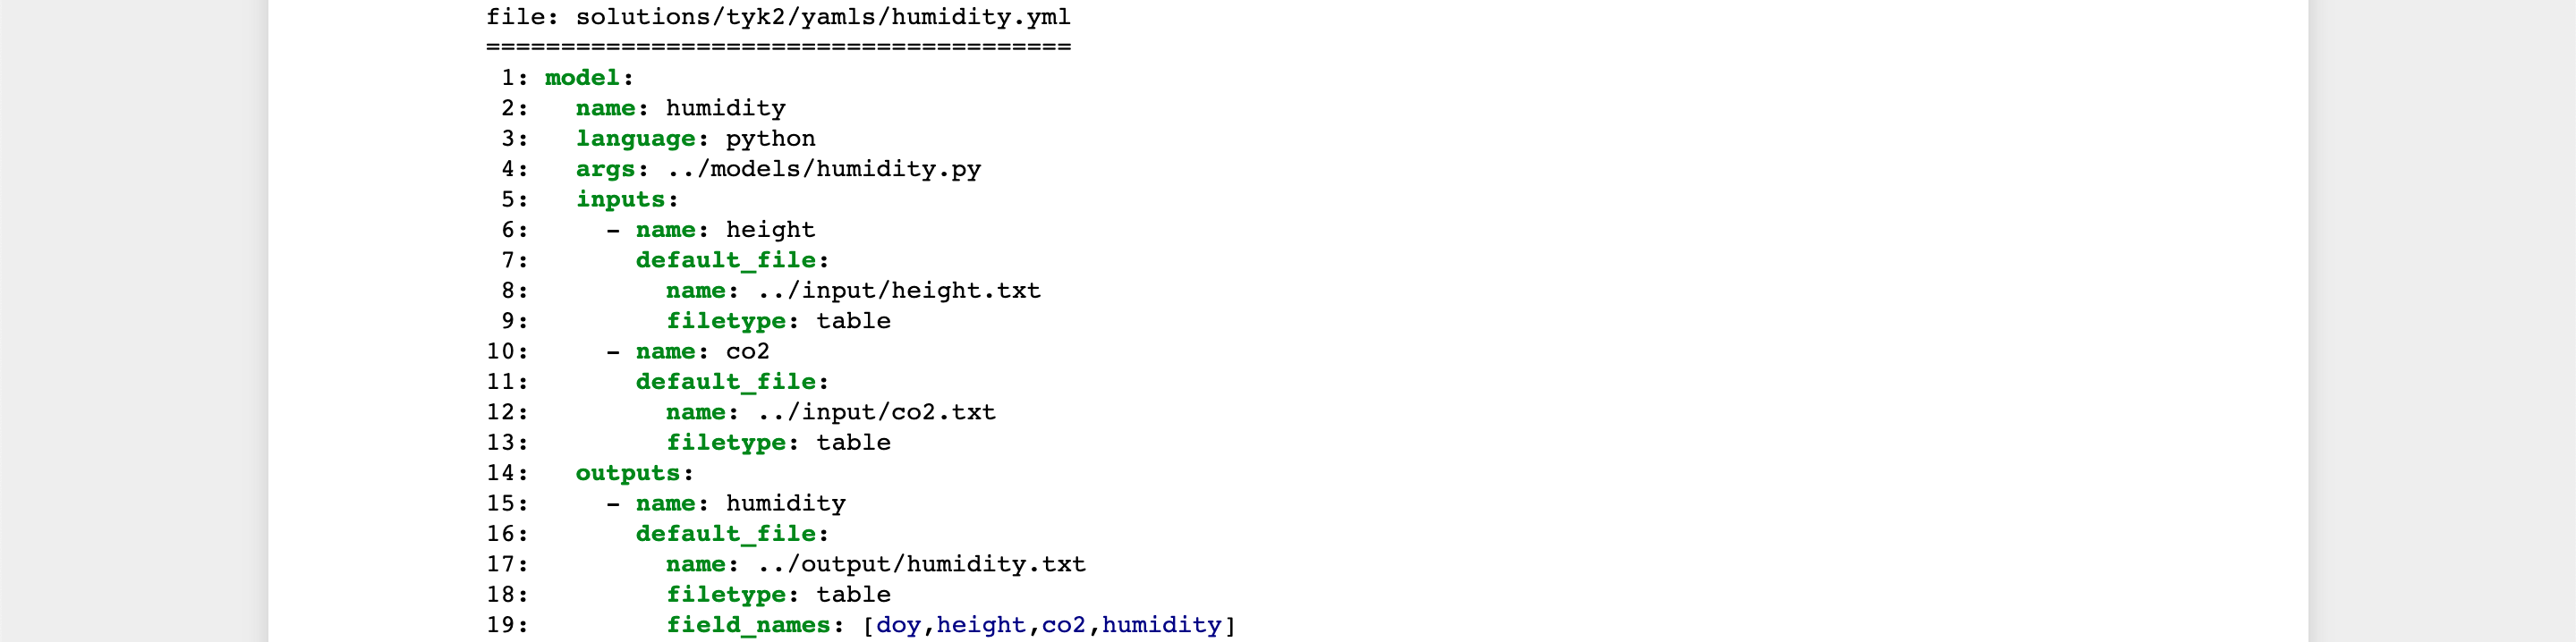 file: solutions/tyk2/yamls/humidity.yml
=======================================
 1: model:
 2:   name: humidity
 3:   language: python
 4:   args: ../models/humidity.py
 5:   inputs:
 6:     - name: height
 7:       default_file:
 8:         name: ../input/height.txt
 9:         filetype: table
10:     - name: co2
11:       default_file:
12:         name: ../input/co2.txt
13:         filetype: table
14:   outputs:
15:     - name: humidity
16:       default_file:
17:         name: ../output/humidity.txt
18:         filetype: table
19:         field_names: [doy,height,co2,humidity]